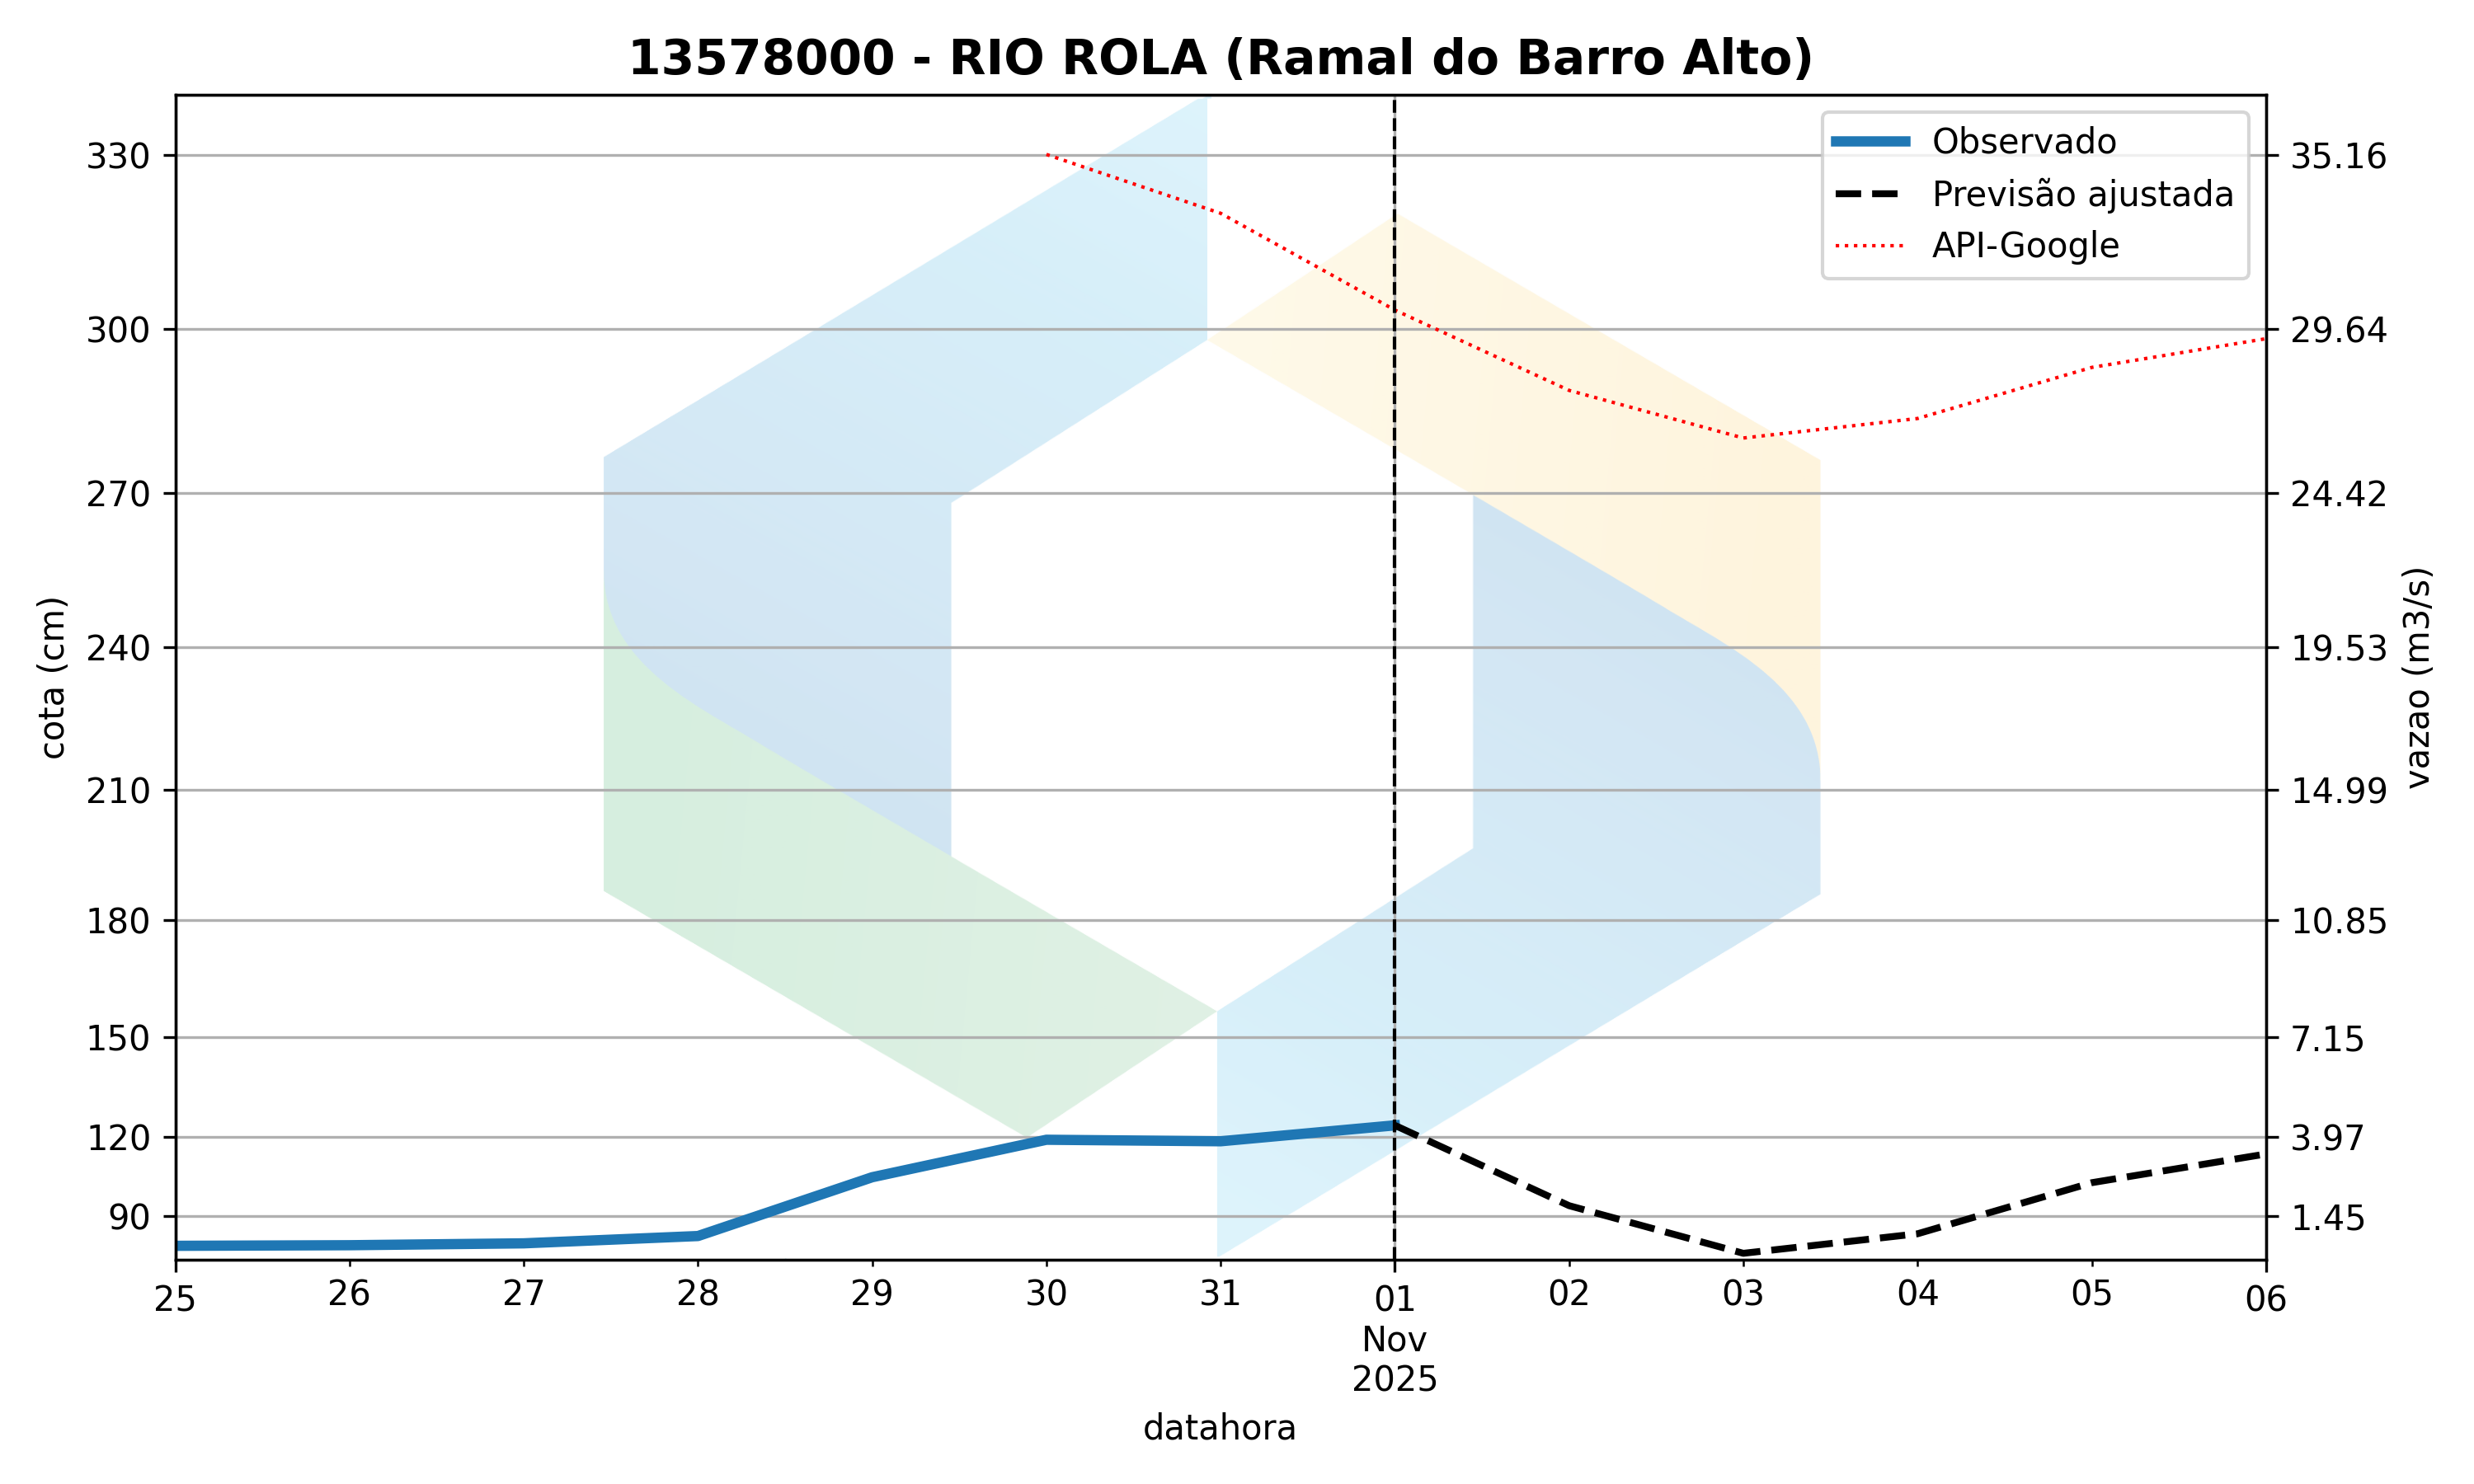 13578000 - RIO ROLA (Ramal do Barro Alto)
Observado
Previsão ajustada
API-Google
cota (cm)
330
300
270
240
210
180
150
120
90
35.16
29.64
24.42
19.53
14.99
10.85
7.15
3.97
1.45
vazao (m3/s)
25 26 27 28 29 30 31 01 02 03 04 05 06
Nov
2025
datahora